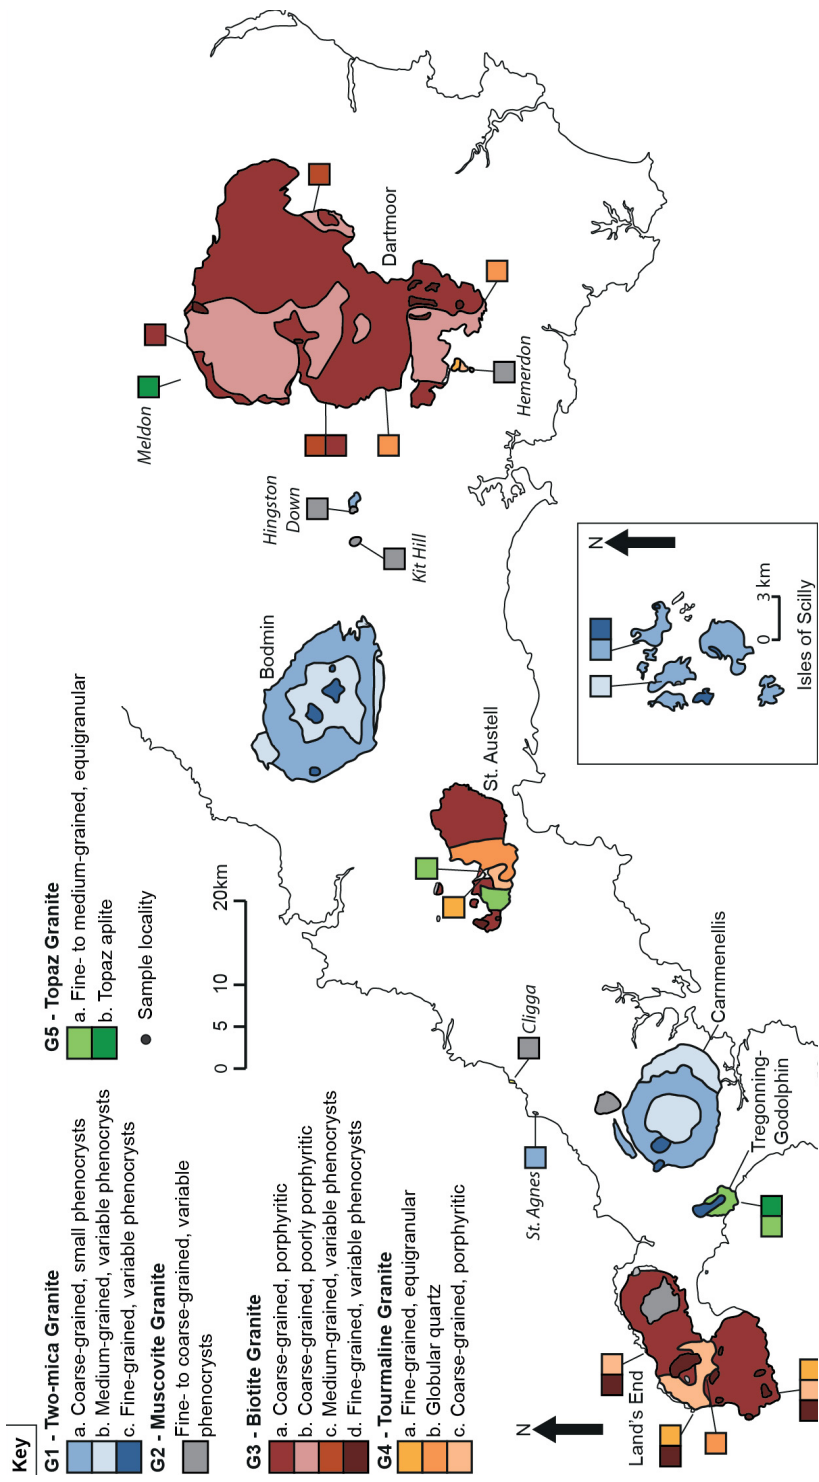 Key
G1 - Two-mica Granite
a. Coarse-grained, small phenocrysts
b. Medium-grained, variable phenocrysts
c. Fine-grained, variable phenocrysts
G2 - Muscovite Granite
Fine- to coarse-grained, variable
phenocrysts
G3 - Biotite Granite
a. Coarse-grained, porphyritic
b. Coarse-grained, poorly porphyritic
c. Medium-grained, variable phenocrysts
d. Fine-grained, variable phenocrysts
G4 - Tourmaline Granite
a. Fine-grained, equigranular
b. Globular quartz
c. Coarse-grained, porphyritic
G5 - Topaz Granite
a. Fine- to medium-grained, equigranular
b. Topaz aplite
Sample locality
0 5 10 20km
Meldon
Dartmoor
Hemerdon
Hingston
Down
Kit Hill
Bodmin
St. Austell
Cligga
St. Agnes
Carnmenellis
Tregonning-
Godolphin
Land's End
N
N
0 3 km
Isles of Scilly